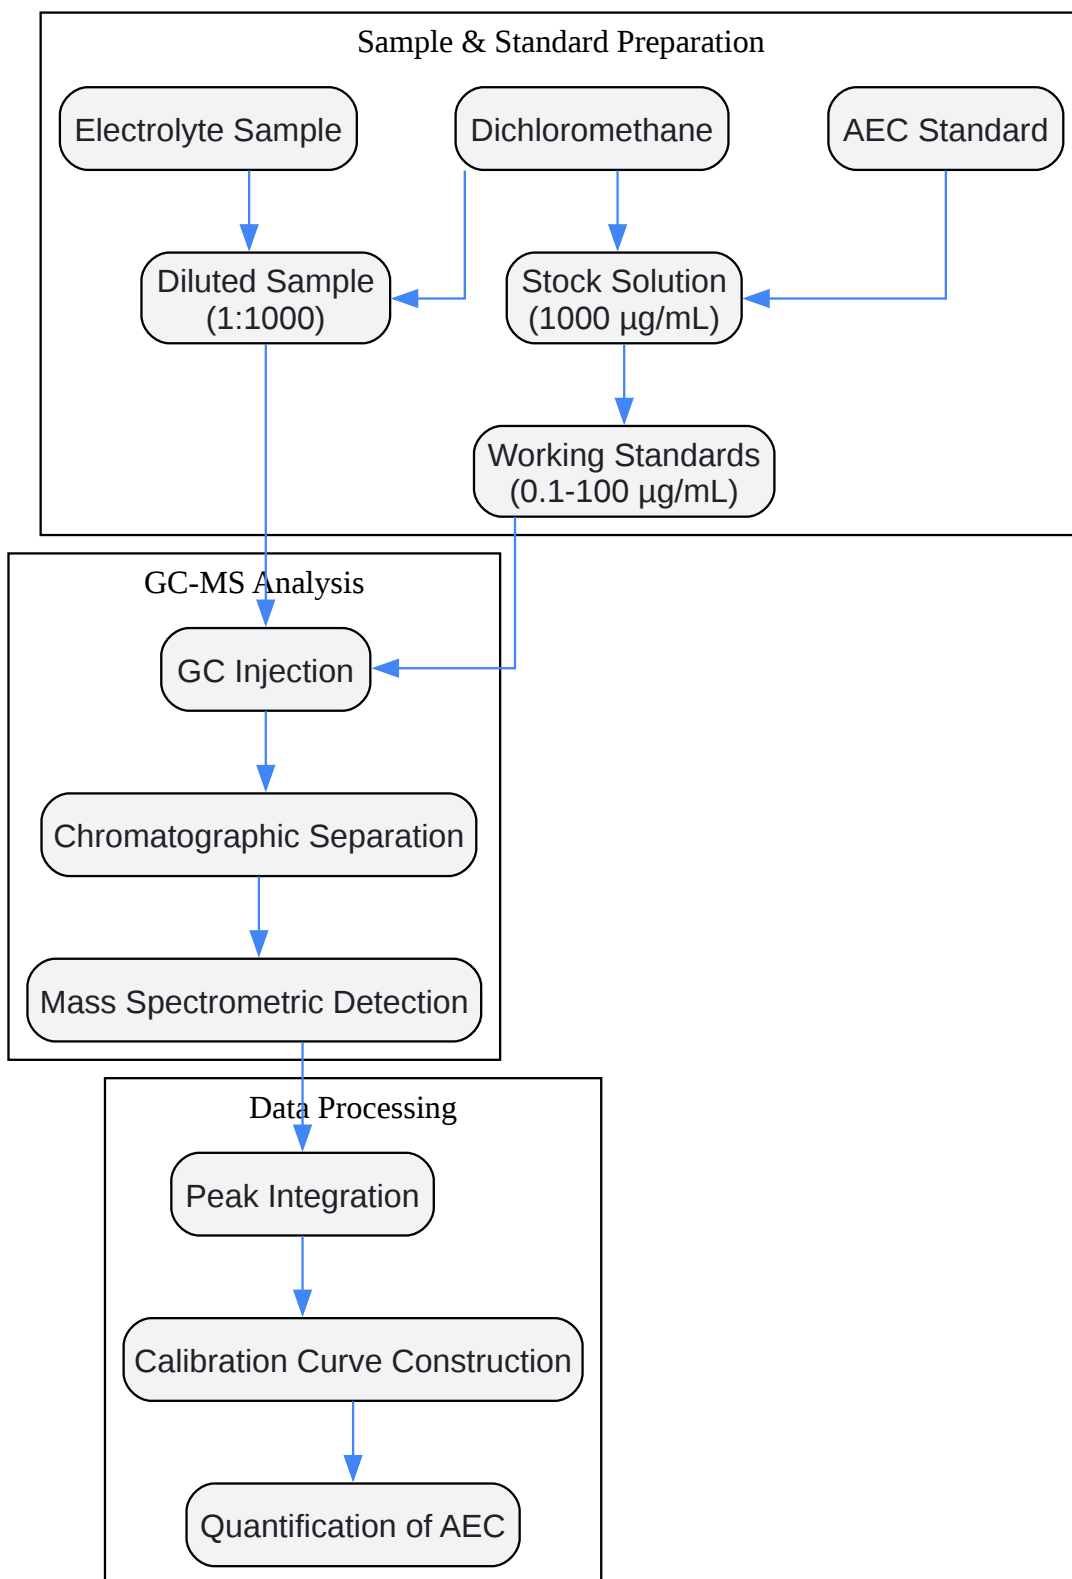 Sample & Standard Preparation
Electrolyte Sample
Dichloromethane
AEC Standard
Diluted Sample
(1:1000)
Stock Solution
(1000 µg/mL)
Working Standards
(0.1-100 µg/mL)
GC-MS Analysis
GC Injection
Chromatographic Separation
Mass Spectrometric Detection
Data Processing
Peak Integration
Calibration Curve Construction
Quantification of AEC